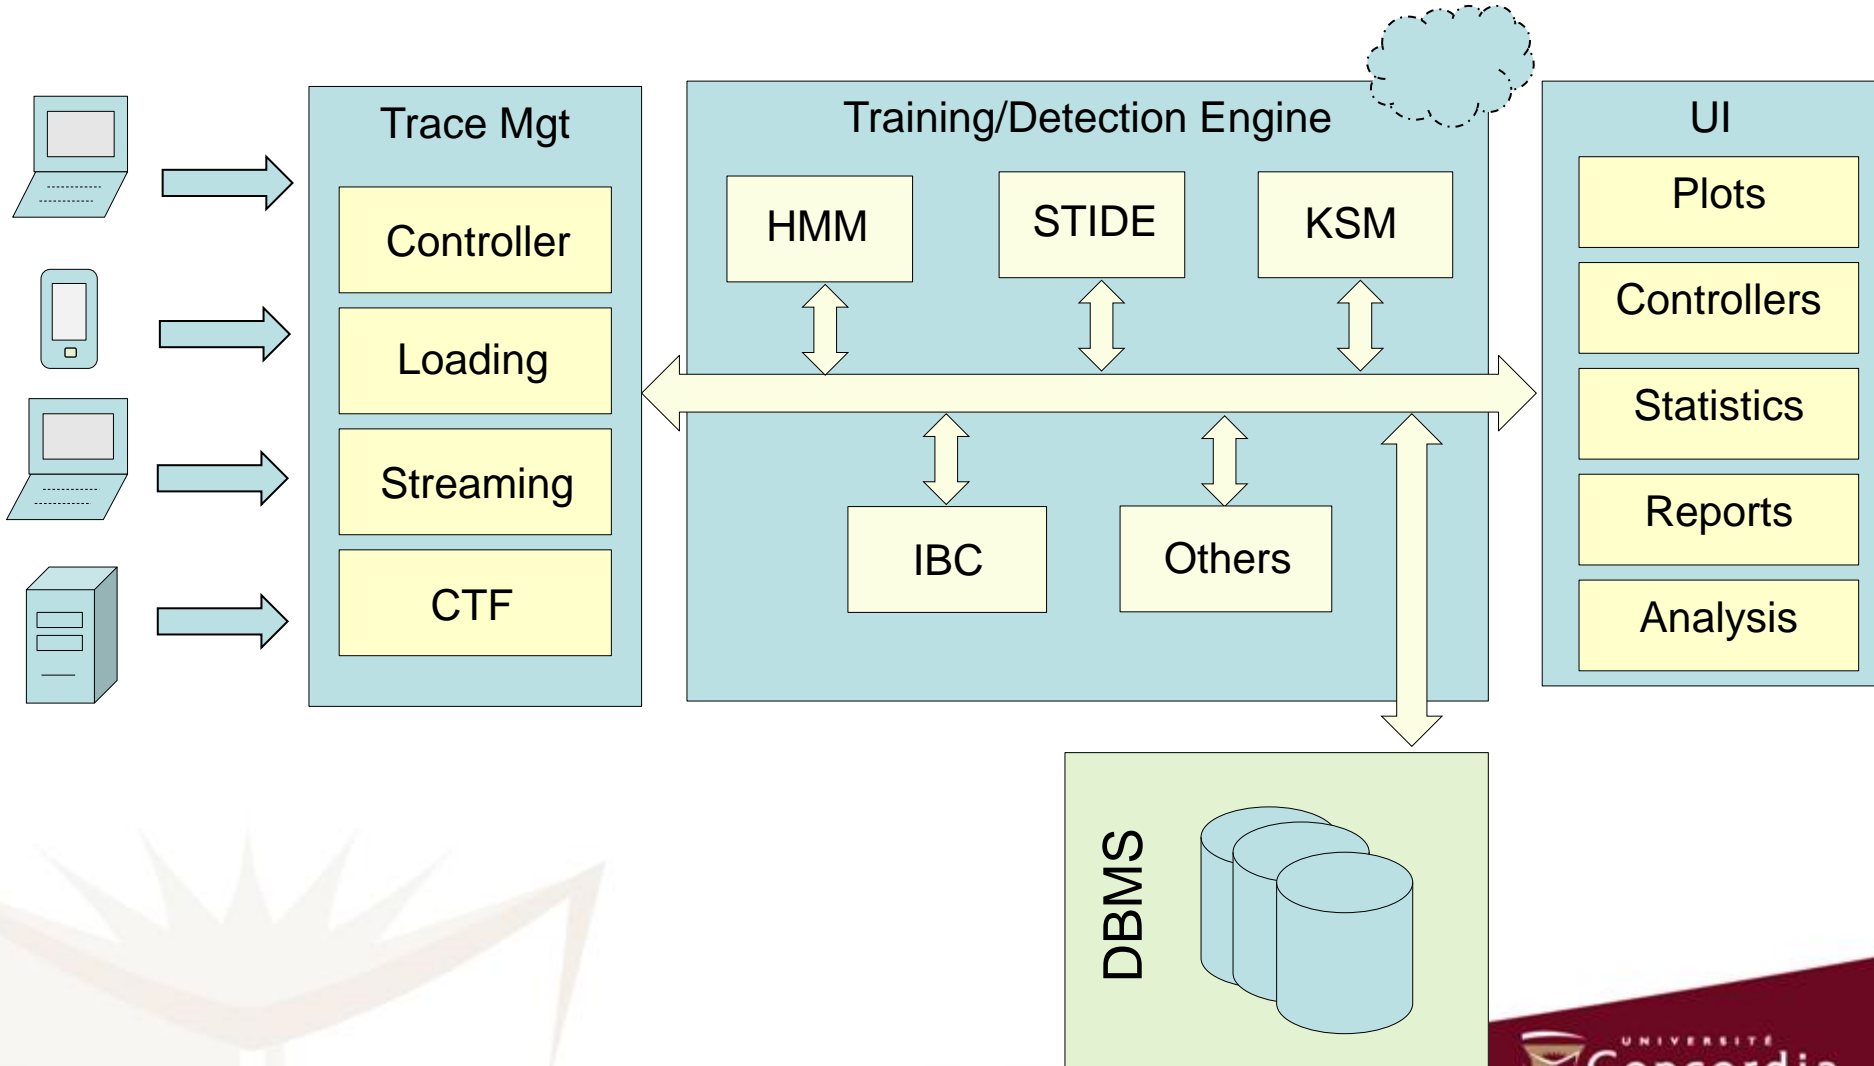 Trace Mgt
Controller
Loading
Streaming
CTF
Training/Detection Engine
HMM
STIDE
KSM
IBC
Others
UI
Plots
Controllers
Statistics
Reports
Analysis
DBMS
UNIVERSITÉ
Concordia